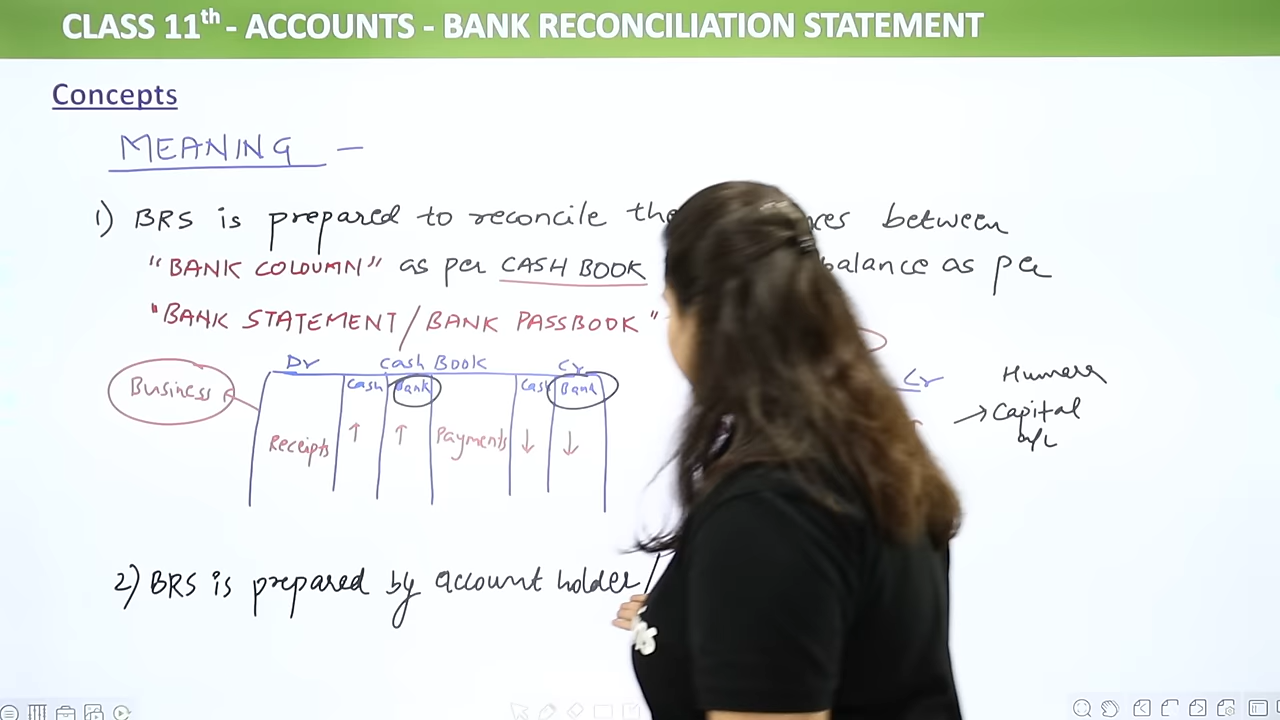 CLASS 11th - ACCOUNTS - BANK RECONCILIATION STATEMENT
Concepts
MEANING -
1) BRS is prepared to reconcile the between
"BANK COLOUMN" as per CASH BOOK balance as per
"BANK STATEMENT / BANK PASSBOOK"
Dr Cash Book Cr
Cash Bank Cash Bank
Business
Receipts ↑ ↑ Payments ↓ ↓
Cr
→ Capital
a/c
2) BRS is prepared by account holder /